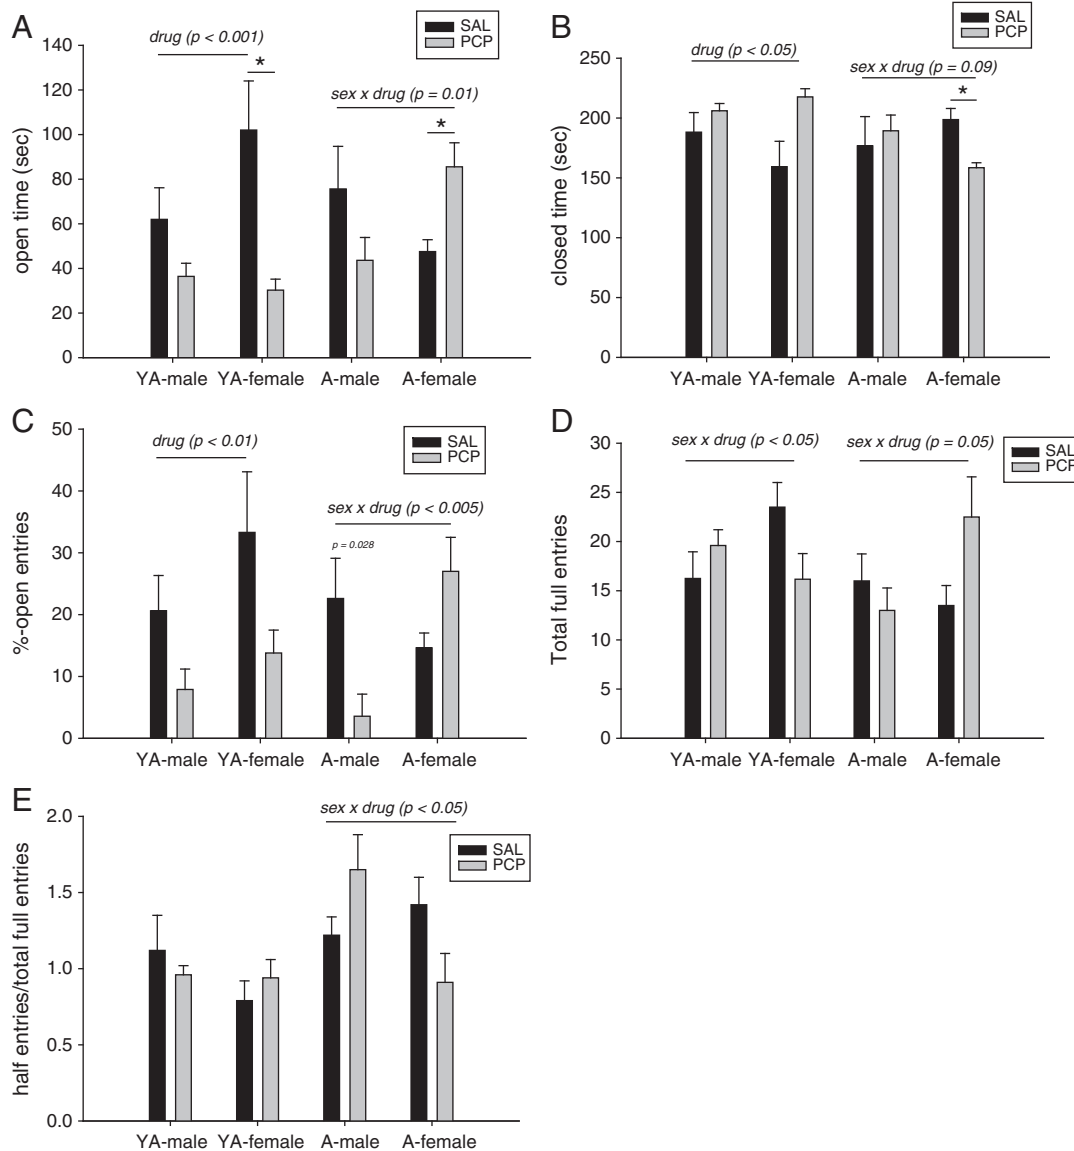 A
SAL
PCP
drug (p < 0.001)
*
sex x drug (p = 0.01)
*
open time (sec)
140
120
100
80
60
40
20
0
YA-male YA-female A-male A-female
B
SAL
PCP
drug (p < 0.05)
sex x drug (p = 0.09)
*
closed time (sec)
250
200
150
100
50
0
YA-male YA-female A-male A-female
C
SAL
PCP
drug (p < 0.01)
sex x drug (p < 0.005)
p = 0.028
%-open entries
50
40
30
20
10
0
YA-male YA-female A-male A-female
D
SAL
PCP
sex x drug (p < 0.05)
sex x drug (p = 0.05)
Total full entries
30
25
20
15
10
5
0
YA-male YA-female A-male A-female
E
sex x drug (p < 0.05)
SAL
PCP
half entries/total full entries
2.0
1.5
1.0
0.5
0.0
YA-male YA-female A-male A-female